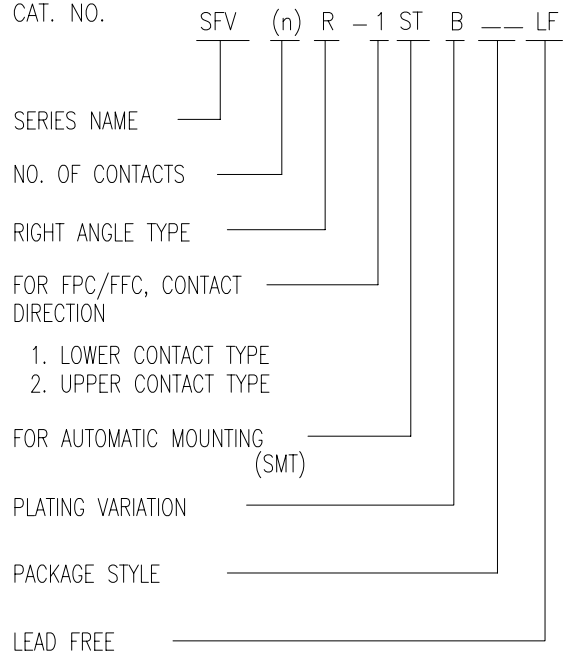 CAT. NO. SFV (n) R – 1 ST B __ LF
SERIES NAME
NO. OF CONTACTS
RIGHT ANGLE TYPE
FOR FPC/FFC, CONTACT
DIRECTION
1. LOWER CONTACT TYPE
2. UPPER CONTACT TYPE
FOR AUTOMATIC MOUNTING
(SMT)
PLATING VARIATION
PACKAGE STYLE
LEAD FREE